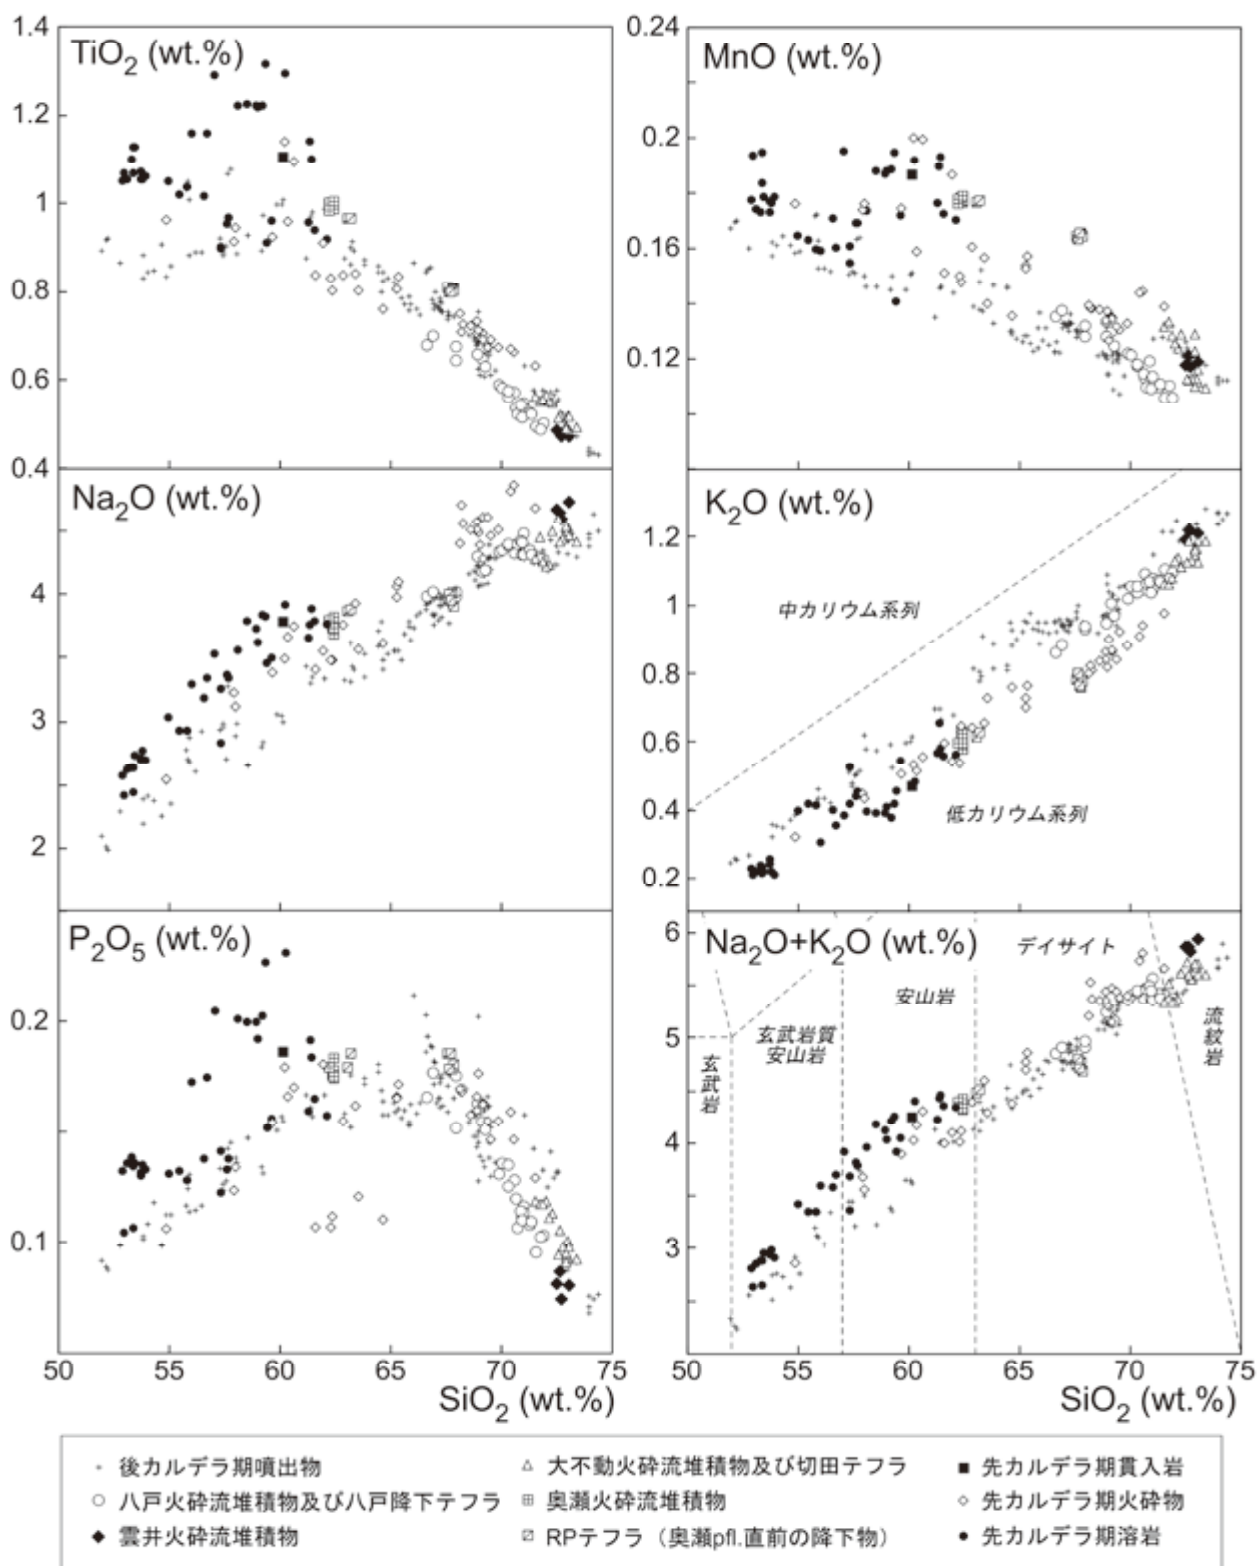 1.4
TiO2 (wt.%)
1.2
1
0.8
0.6
0.4
0.24
MnO (wt.%)
0.2
0.16
0.12
Na2O (wt.%)
4
3
2
K2O (wt.%)
1.2
1
0.8
0.6
0.4
0.2
中カリウム系列
低カリウム系列
P2O5 (wt.%)
0.2
0.1
50 55 60 65 70 75
SiO2 (wt.%)
6
5
4
3
Na2O+K2O (wt.%)
デイサイト
安山岩
玄武岩質
安山岩
玄武岩
流紋岩
50 55 60 65 70 75
SiO2 (wt.%)
後カルデラ期噴出物
八戸火砕流堆積物及び八戸降下テフラ
雲井火砕流堆積物
大不動火砕流堆積物及び切田テフラ
奥瀬火砕流堆積物
RPテフラ（奥瀬pfl.直前の降下物）
先カルデラ期貫入岩
先カルデラ期火砕物
先カルデラ期溶岩